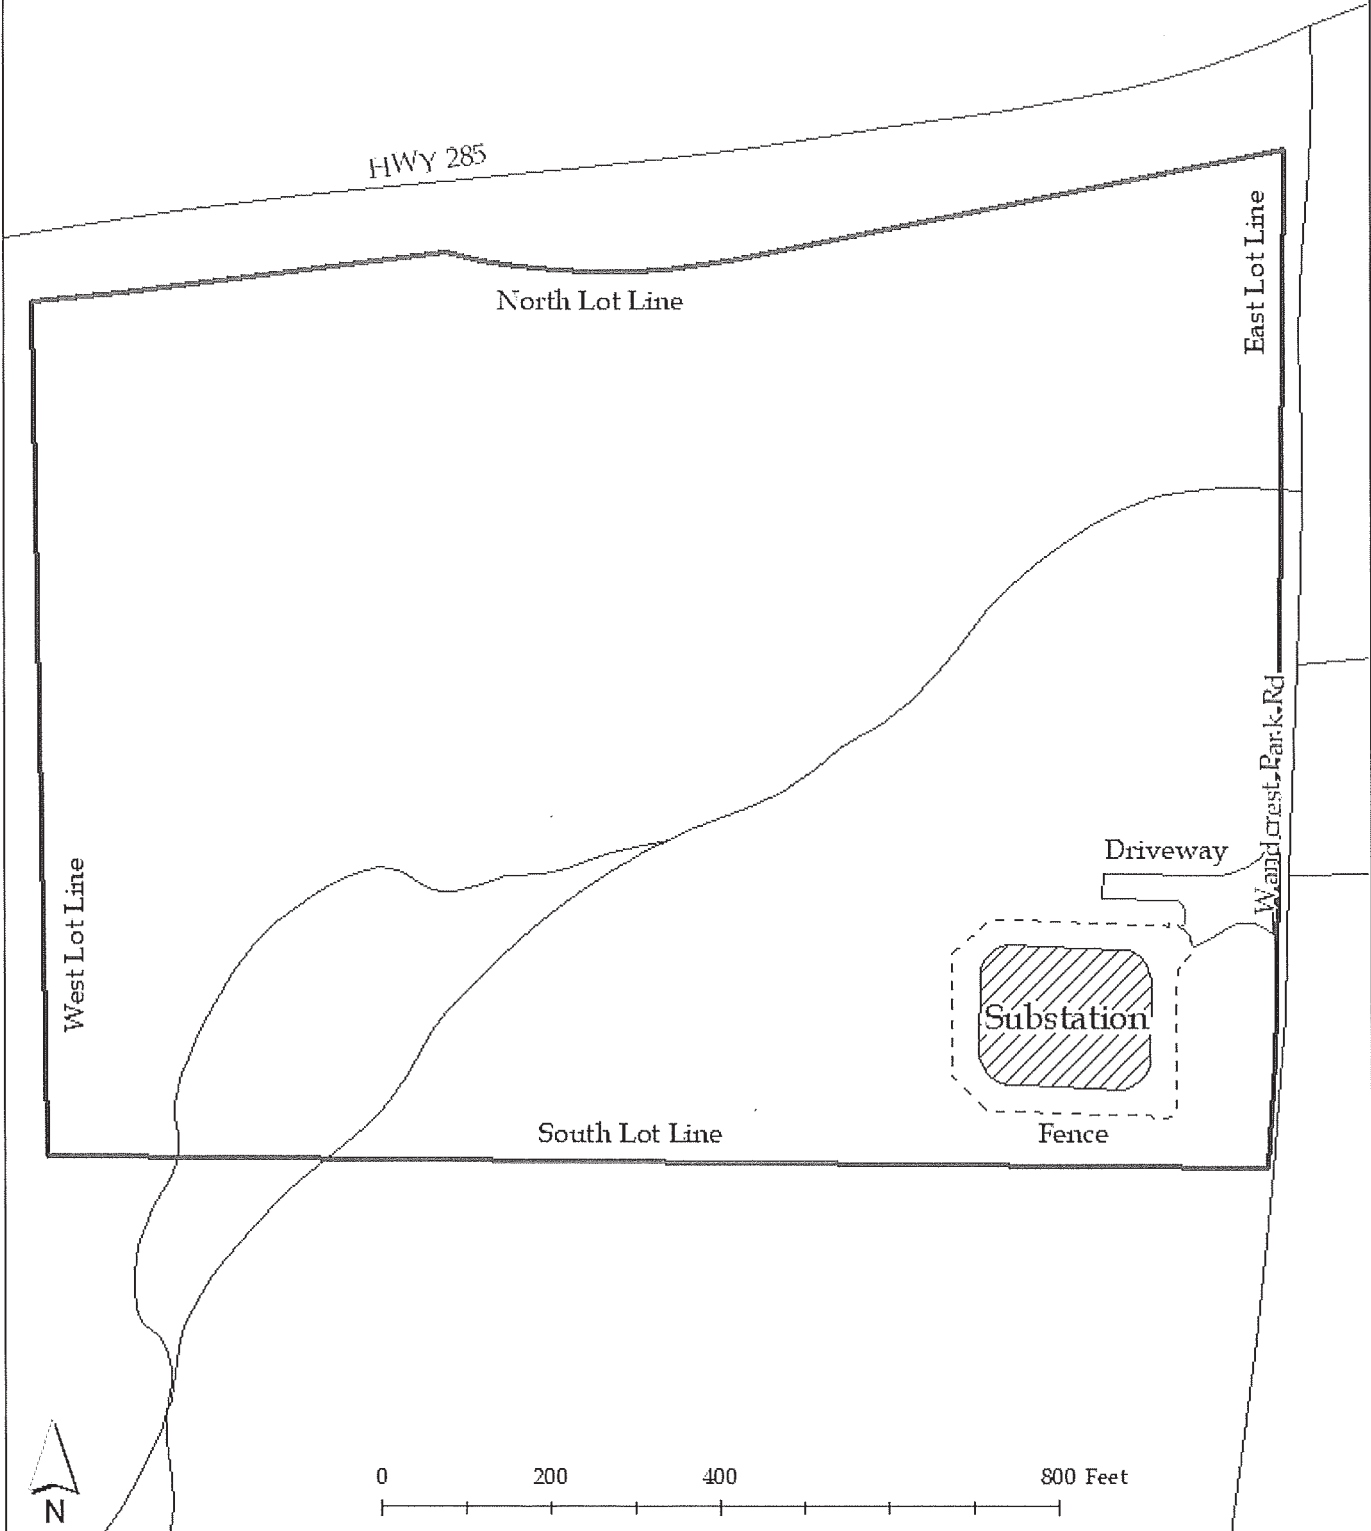 HWY 285
North Lot Line
East Lot Line
Wandcrest Park Rd
Driveway
West Lot Line
Substation
South Lot Line
Fence
0 200 400 800 Feet
N